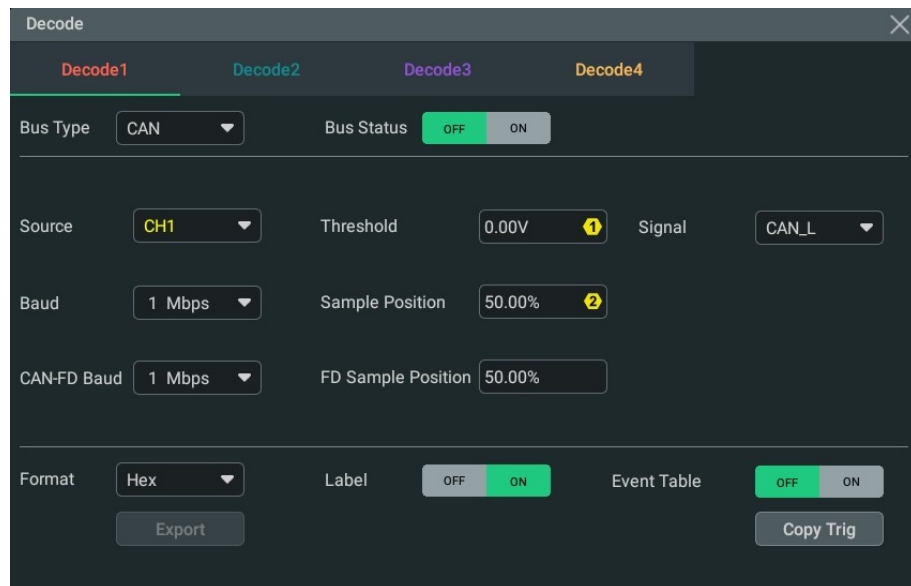 Decode
Decode1 Decode2 Decode3 Decode4
Bus Type CAN Bus Status OFF ON
Source CH1 Threshold 0.00V 1 Signal CAN_L
Baud 1 Mbps Sample Position 50.00% 2
CAN-FD Baud 1 Mbps FD Sample Position 50.00%
Format Hex Label OFF ON Event Table OFF ON
Export Copy Trig